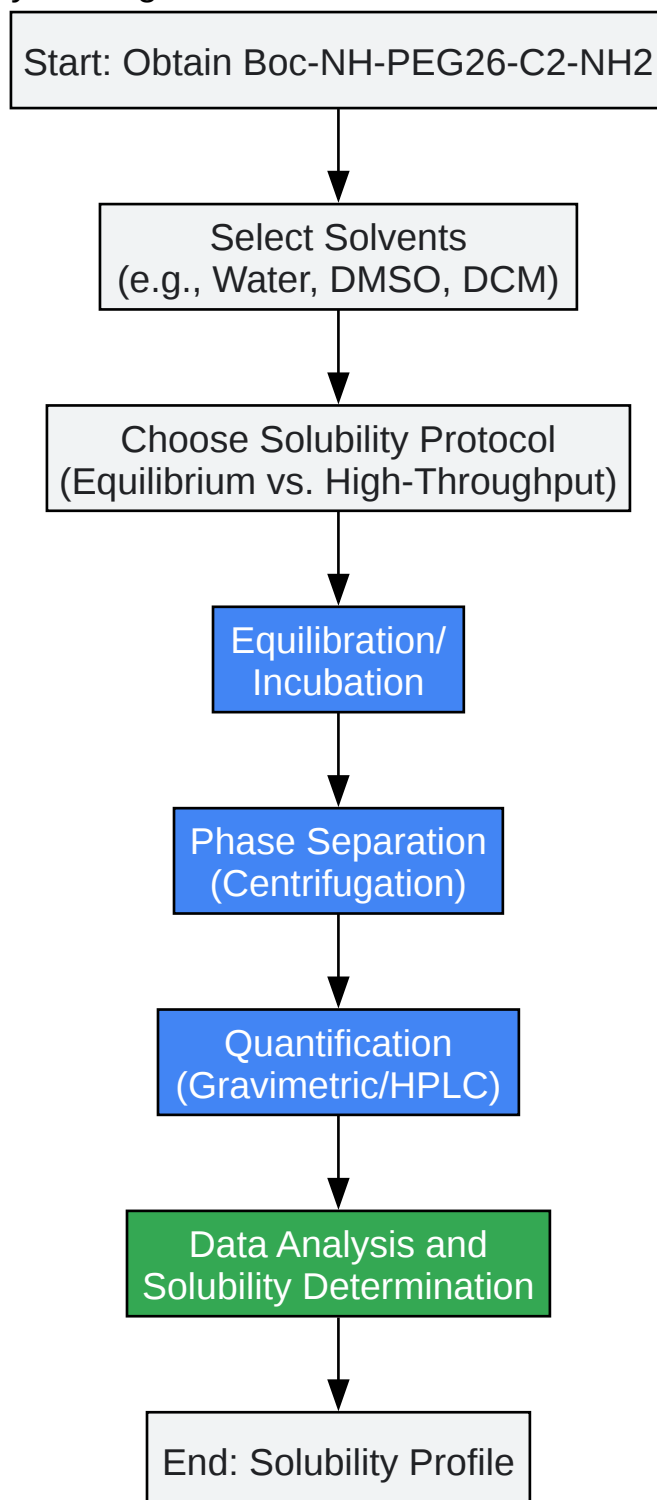 Start: Obtain Boc-NH-PEG26-C2-NH2
Select Solvents
(e.g., Water, DMSO, DCM)
Choose Solubility Protocol
(Equilibrium vs. High-Throughput)
Equilibration/
Incubation
Phase Separation
(Centrifugation)
Quantification
(Gravimetric/HPLC)
Data Analysis and
Solubility Determination
End: Solubility Profile